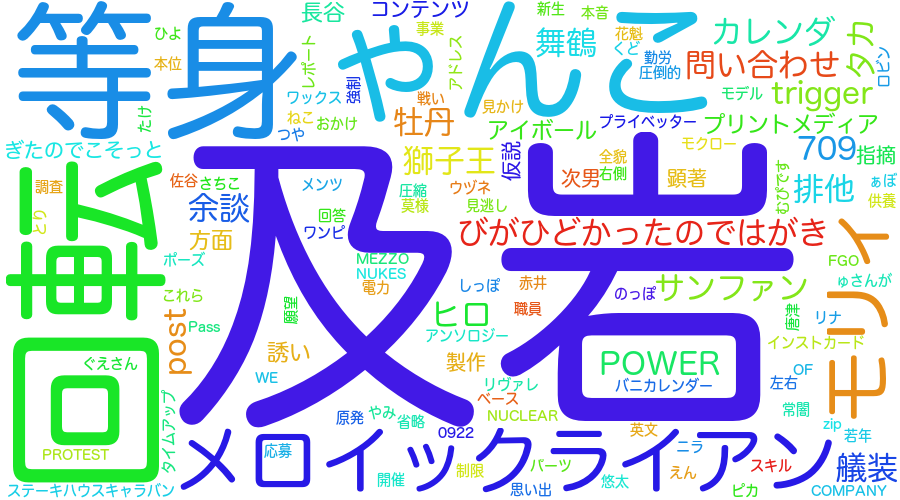 等身
やんこ
回転
及岩
メロイックライアン
モリィ
長谷
コンテンツ
新生
本音
事業
花魁
くど
舞鶴
勤労
圧倒的
カレンダ
タカ
ロビン
問い合わせ
モデル
trigger
ひよ
本位
レポート
強制
ワックス
アドレス
戦い
見かけ
ねこ
おかけ
つや
たけ
牡丹
アイボール
プライベッター
プリントメディア
ぎたのでこそっと
獅子王
仮説
全貌
右側
モクロー
709
指摘
調査
佐谷
さちこ
メンツ
圧縮
莫様
ウヅネ
見逃し
次男
顕著
むぴです
排他
ぁぽ
供養
とり
余談
回答
ワンピ
方面
びがひどかったのではがき
ポーズ
MEZZO
NUKES
電力
FGO
これら
しっぽ
赤井
のっぽ
サンファン
ゅさんが
願望
職員
ヒロ
唐津
リナ
post
Pass
アンソロジー
インストカード
ぐえさん
誘い
製作
POWER
WE
リヴァレ
バニカレンダー
OF
左右
ベース
タイムアップ
やみ
原発
省略
NUCLEAR
常闇
zip
0922
英文
若年
PROTEST
応募
ニラ
艤装
制限
パーツ
えん
スキル
開催
悠太
ステーキハウスキャラバン
思い出
ピカ
COMPANY